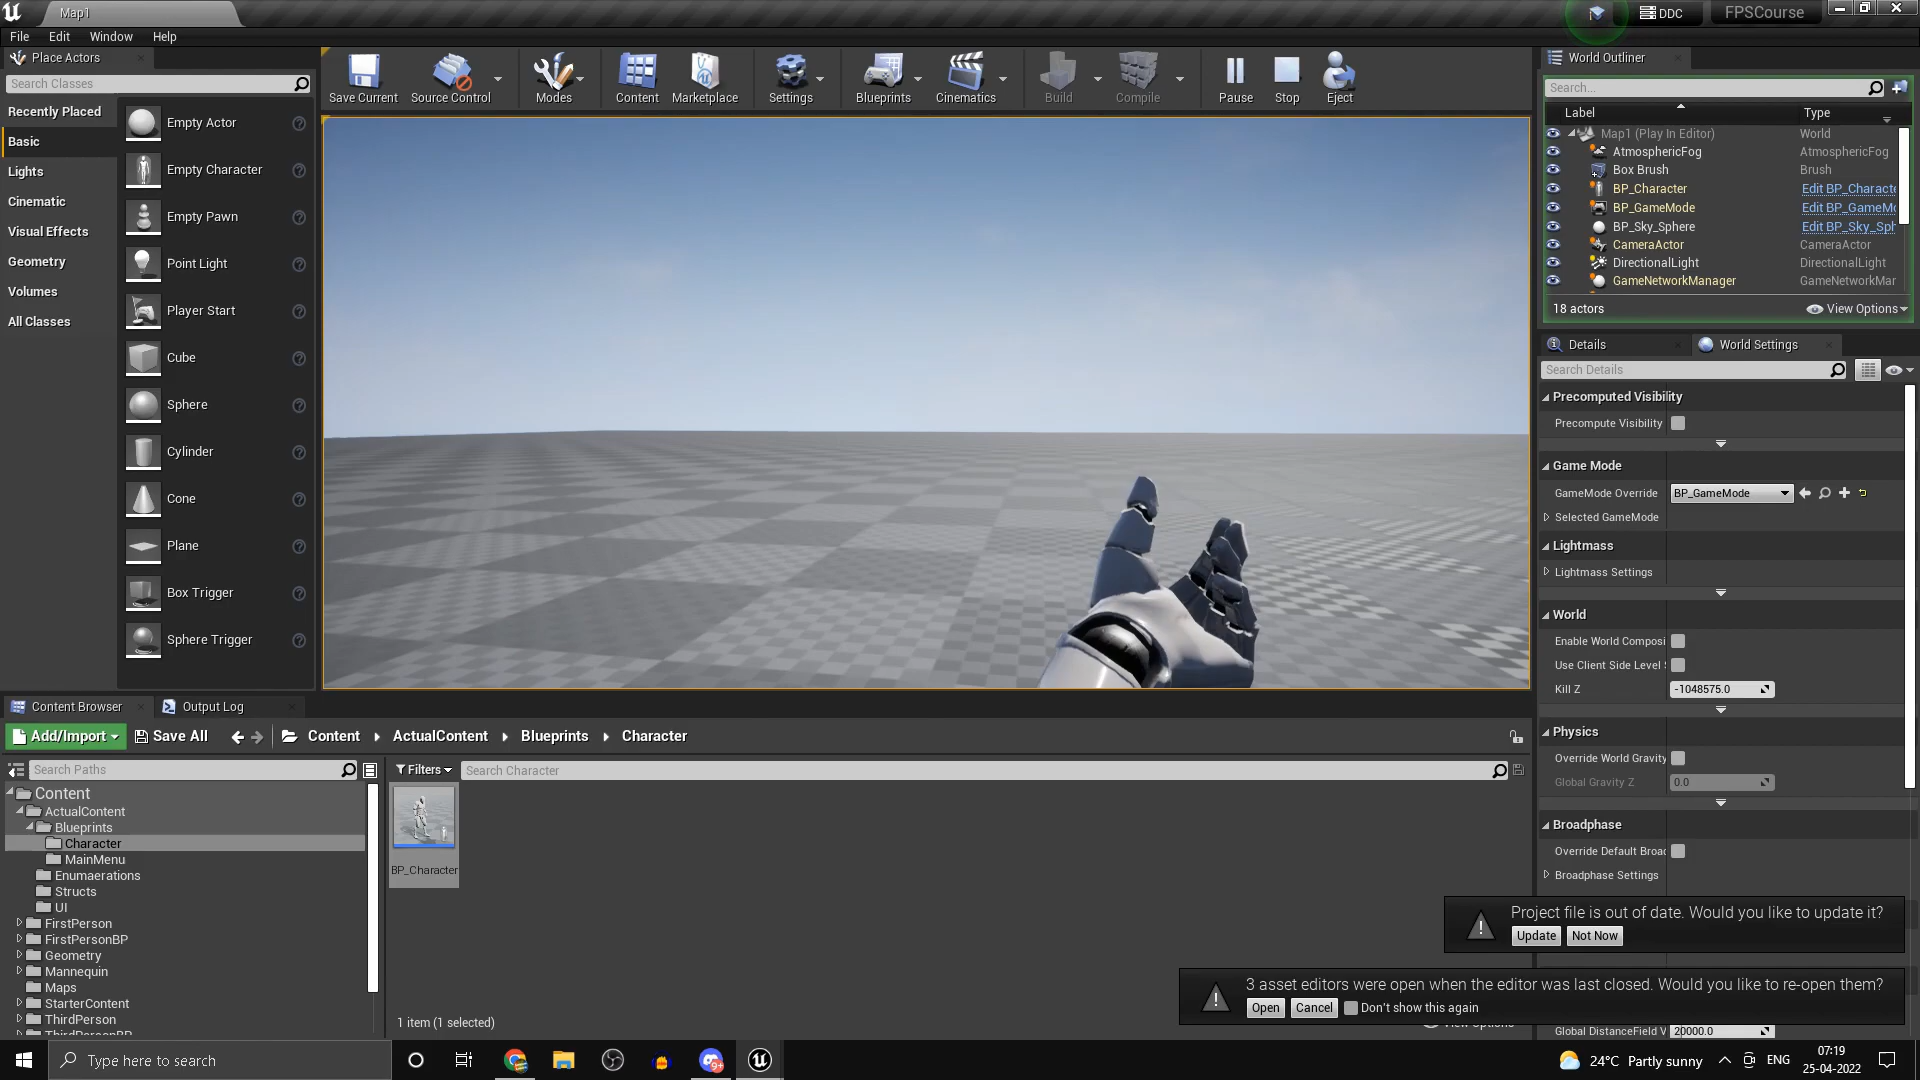 Map1
DDC
FPSCourse
File Edit Window Help
Place Actors
Search Classes
Recently Placed
Basic
Lights
Cinematic
Visual Effects
Geometry
Volumes
All Classes
Empty Actor
Empty Character
Empty Pawn
Point Light
Player Start
Cube
Sphere
Cylinder
Cone
Plane
Box Trigger
Sphere Trigger
Save Current Source Control Modes Content Marketplace Settings Blueprints Cinematics Build Compile Pause Stop Eject
World Outliner
Search...
Label Type
Map1 (Play In Editor) World
AtmosphericFog AtmosphericFog
Box Brush Brush
BP_Character Edit BP_Characte
BP_GameMode Edit BP_GameMo
BP_Sky_Sphere Edit BP_Sky_Sph
CameraActor CameraActor
DirectionalLight DirectionalLight
GameNetworkManager GameNetworkMar
18 actors View Options
Details World Settings
Search Details
Precomputed Visibility
Precompute Visibility
Game Mode
GameMode Override BP_GameMode
Selected GameMode
Lightmass
Lightmass Settings
World
Enable World Composi
Use Client Side Level
Kill Z -1048575.0
Physics
Override World Gravity
Global Gravity Z 0.0
Broadphase
Override Default Broad
Broadphase Settings
Content Browser Output Log
Add/Import Save All Content ActualContent Blueprints Character
Search Paths
Filters Search Character
Content
ActualContent
Blueprints
Character
MainMenu
Enumaerations
Structs
UI
FirstPerson
FirstPersonBP
Geometry
Mannequin
Maps
StarterContent
ThirdPerson
ThirdPersonBP
BP_Character
1 item (1 selected)
Project file is out of date. Would you like to update it?
Update Not Now
3 asset editors were open when the editor was last closed. Would you like to re-open them?
Open Cancel Don't show this again
View Options
Global DistanceField V 20000.0
Type here to search
9+
24°C Partly sunny
ENG
07:19
25-04-2022